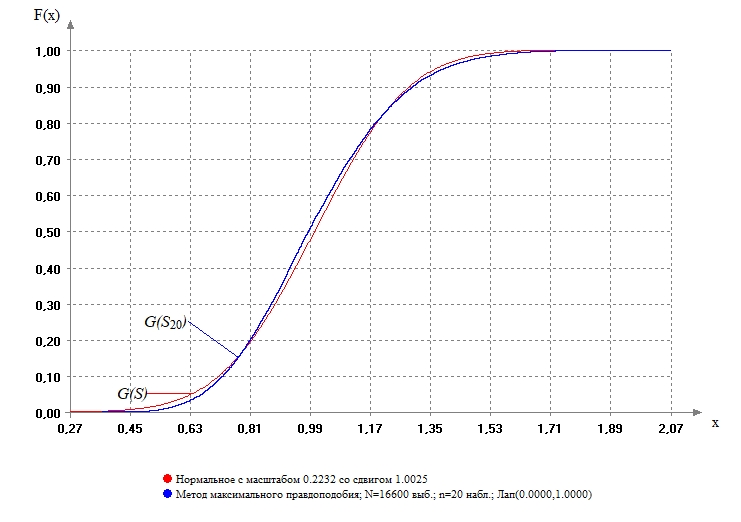 F(x)
1,00
0,90
0,80
0,70
0,60
0,50
0,40
0,30
G(S20)
0,20
0,10
G(S)
0,00
0,27 0,45 0,63 0,81 0,99 1,17 1,35 1,53 1,71 1,89 2,07
x
Нормальное с масштабом 0.2232 со сдвигом 1.0025
Метод максимального правдоподобия; N=16600 выб.; n=20 набл.; Лап(0.0000,1.0000)